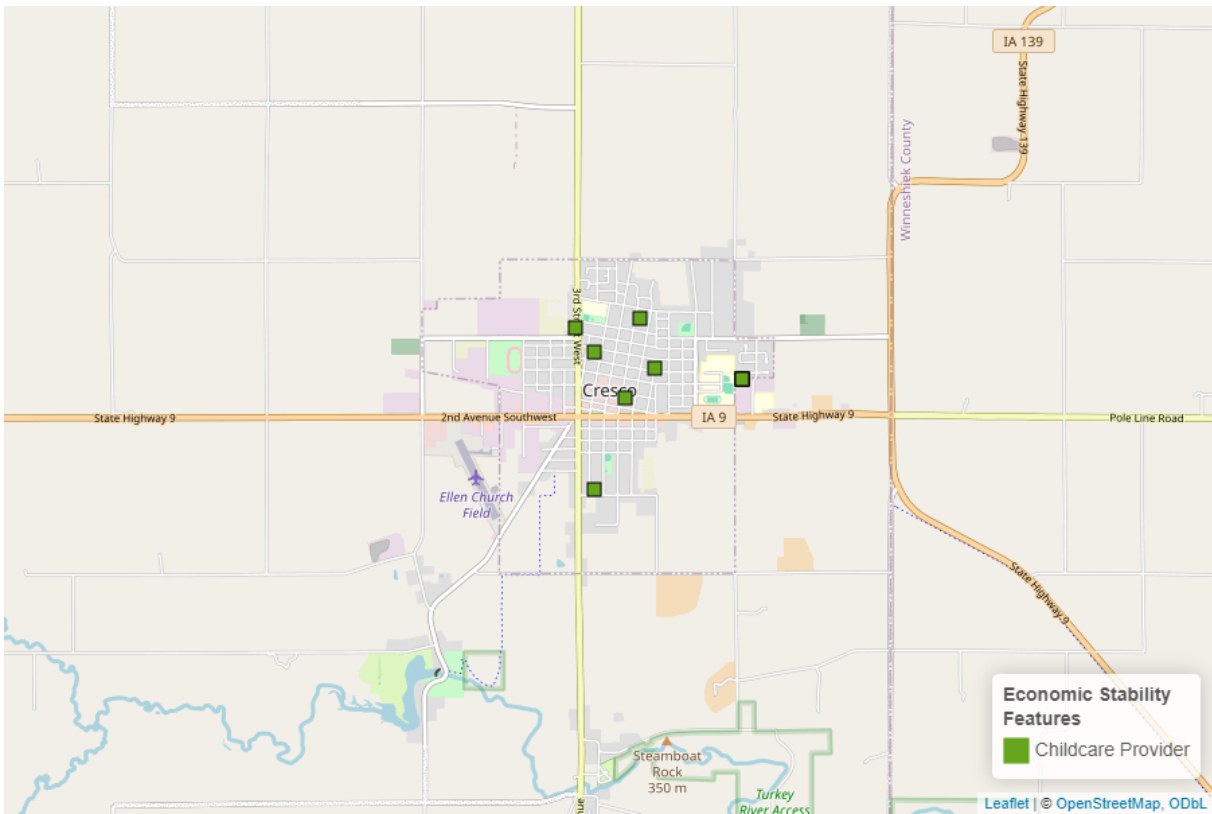 IA 139
State Highway 139
Winneshiek County
3rd St
West
Cresco
State Highway 9
2nd Avenue Southwest
IA 9
State Highway 9
Pole Line Road
Ellen Church
Field
State Highway 9
Economic Stability
Features
Childcare Provider
Steamboat
Rock
350 m
Turkey
River Access
Leaflet | © OpenStreetMap, ODbL